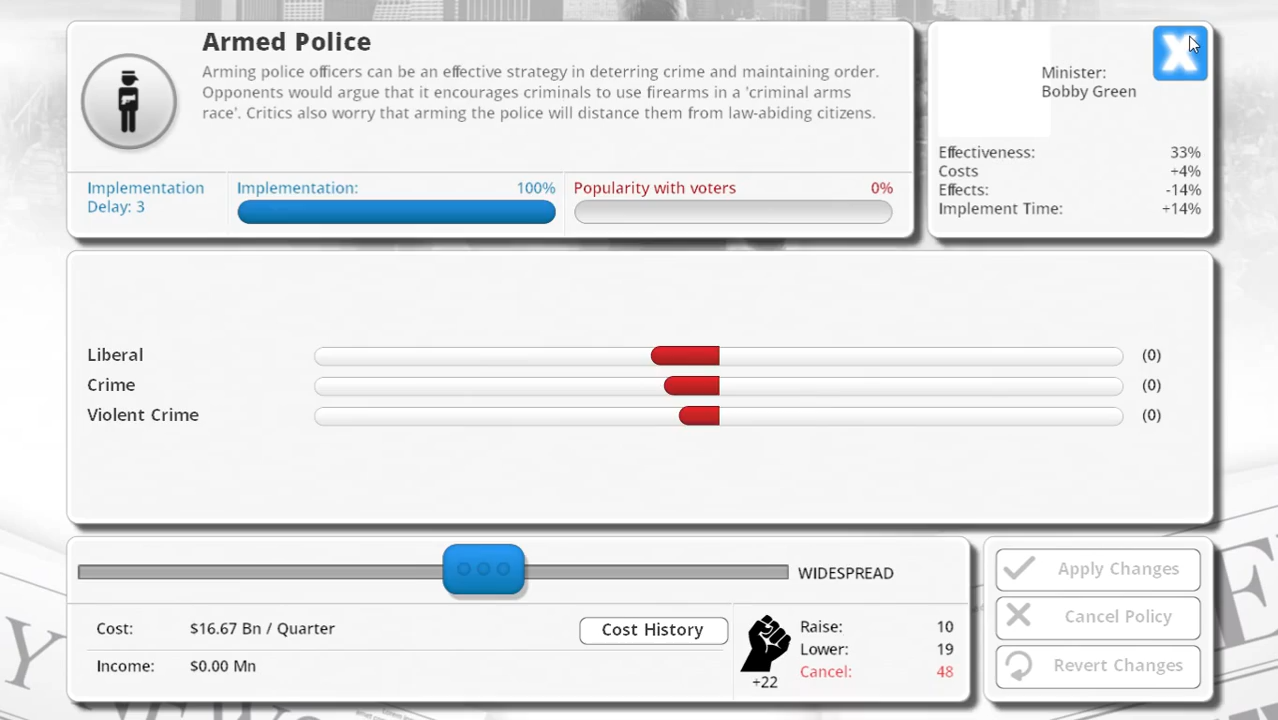 Armed Police
Arming police officers can be an effective strategy in deterring crime and maintaining order.
Opponents would argue that it encourages criminals to use firearms in a 'criminal arms
race'. Critics also worry that arming the police will distance them from law-abiding citizens.
Implementation
Delay: 3
Implementation: 100%
Popularity with voters 0%
X
Minister:
Bobby Green
Effectiveness: 33%
Costs +4%
Effects: -14%
Implement Time: +14%
Liberal (0)
Crime (0)
Violent Crime (0)
WIDESPREAD
Cost: $16.67 Bn / Quarter
Income: $0.00 Mn
Cost History
+22
Raise: 10
Lower: 19
Cancel: 48
Apply Changes
Cancel Policy
Revert Changes